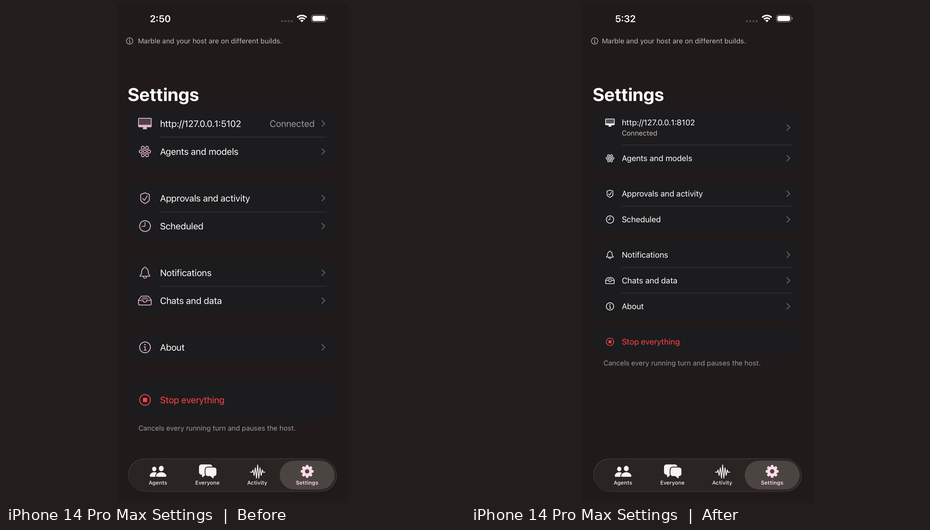 2:50
Marble and your host are on different builds.
Settings
http://127.0.0.1:5102 Connected
Agents and models
Approvals and activity
Scheduled
Notifications
Chats and data
About
Stop everything
Cancels every running turn and pauses the host.
Agents Everyone Activity Settings
iPhone 14 Pro Max Settings | Before
5:32
Marble and your host are on different builds.
Settings
http://127.0.0.1:8102
Connected
Agents and models
Approvals and activity
Scheduled
Notifications
Chats and data
About
Stop everything
Cancels every running turn and pauses the host.
Agents Everyone Activity Settings
iPhone 14 Pro Max Settings | After